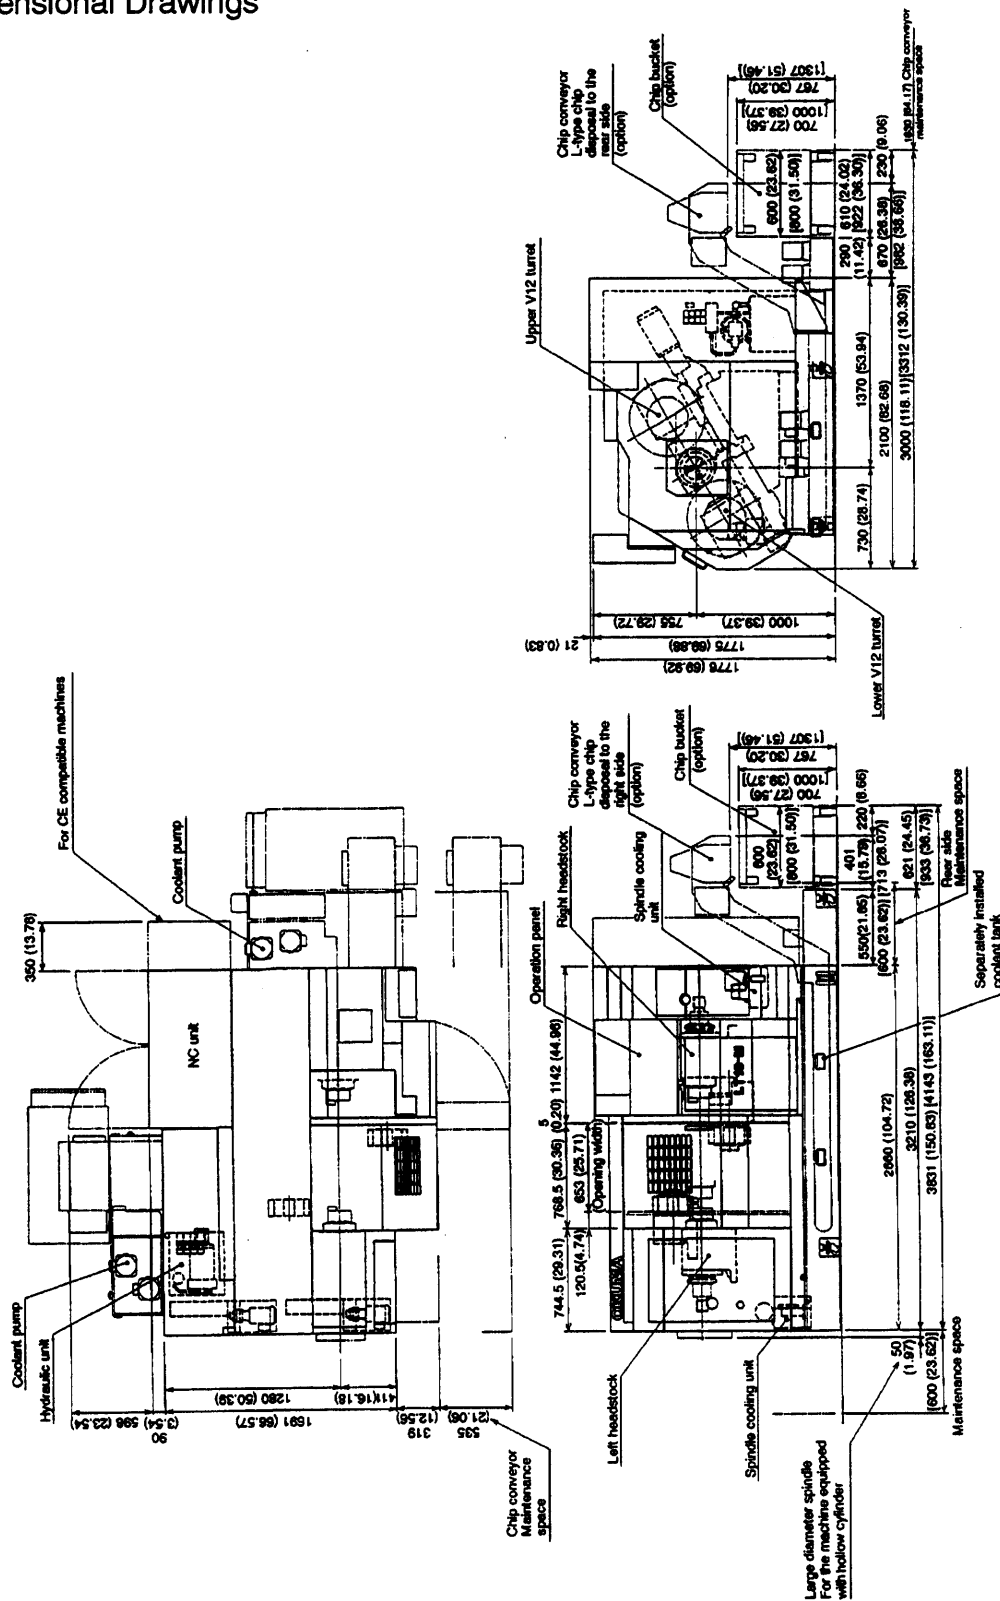 ensional Drawings
For CE compatible machines
350 (13.78)
Coolant pump
NC unit
Coolant pump
Hydraulic unit
596 (23.54)
90
(3.54)
1280 (50.39)
411(16.18)
1691 (66.57)
319
(12.56)
535
(21.06)
Chip conveyor
Maintenance
space
Chip conveyor
L-type chip
disposal to the
rear side
(option)
Chip bucket
(option)
Upper V12 turret
[1307 (51.46)]
767 (30.20)
[1000 (39.37)]
700 (27.56)
1630 (64.17) Chip conveyor
maintenance space
600 (23.62)
[800 (31.50)]
610 (24.02)
[922 (36.30)]
230 (9.06)
290
(11.42)
670 (26.38)
[982 (38.66)]
1370 (53.94)
2100 (82.68)
3000 (118.11)[3312 (130.39)]
730 (28.74)
21 (0.83)
755 (29.72)
1000 (39.37)
1775 (69.88)
1776 (69.92)
Lower V12 turret
Chip conveyor
L-type chip
disposal to the
right side
(option)
Chip bucket
(option)
Operation panel
Right headstock
Spindle cooling
unit
[1307 (51.46)]
767 (30.20)
[1000 (39.37)]
700 (27.56)
600
(23.62)
[800 (31.50)]
401
(15.79)
220 (8.66)
550(21.65)
[713 (28.07)]
[600 (23.62)]
621 (24.45)
[933 (36.73)]
Rear side
Maintenance space
Separately installed
coolant tank
744.5 (29.31)
768.5 (30.36)
5
(0.20)
1142 (44.96)
120.5(4.74)
653 (25.71)
(Opening width)
OKUMA
2660 (104.72)
3210 (126.38)
3831 (150.83) [4143 (163.11)]
Left headstock
Spindle cooling unit
50
(1.97)
[600 (23.62)]
Maintenance space
Large diameter spindle
For the machine equipped
with hollow cylinder